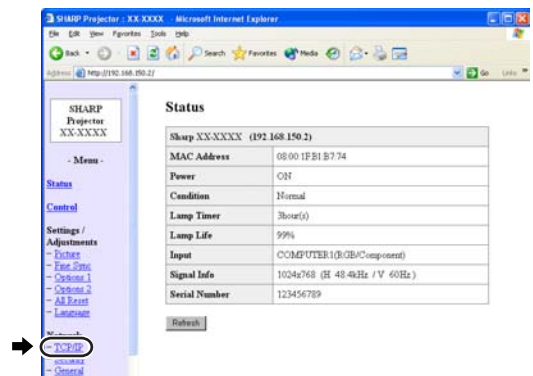 SHARP Projector : XX-XXXX - Microsoft Internet Explorer
File Edit View Favorites Tools Help
Back Search Favorites Media
Address http://192.168.150.2/ Go Links »
SHARP
Projector
XX-XXXX
- Menu -
Status
Control
Settings /
Adjustments
- Picture
- Fine Sync
- Options 1
- Options 2
- All Reset
- Language
Network
- TCP/IP
- General
Status
Sharp XX-XXXX (192.168.150.2)
MAC Address 08:00:1F:B1:B7:74
Power ON
Condition Normal
Lamp Timer 3hour(s)
Lamp Life 99%
Input COMPUTER1(RGB/Component)
Signal Info 1024x768 (H 48.4kHz / V 60Hz)
Serial Number 123456789
Refresh